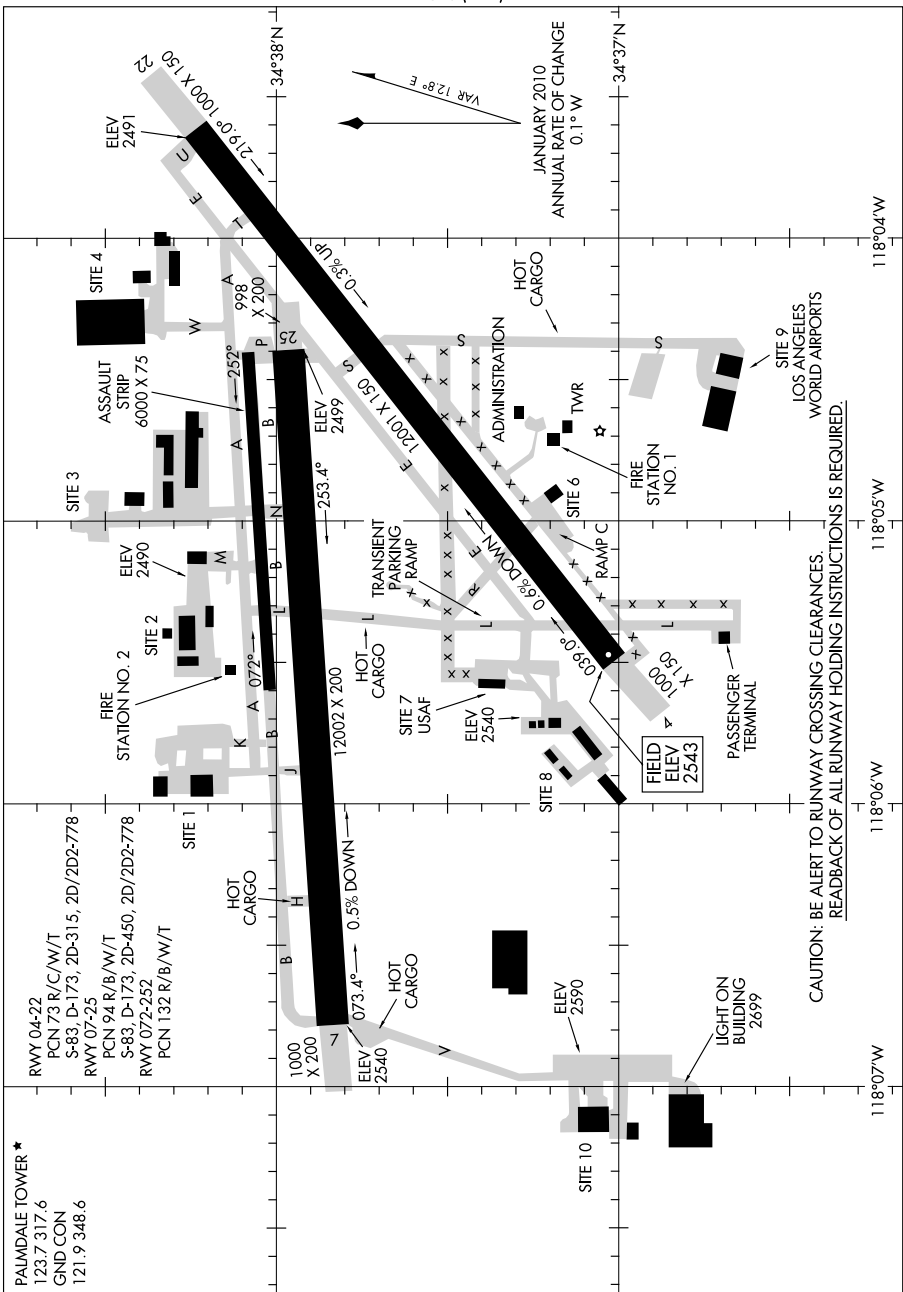 PALMDALE TOWER ★
123.7 317.6
GND CON
121.9 348.6
RWY 04-22
PCN 73 R/C/W/T
S-83, D-173, 2D-315, 2D/2D2-778
RWY 07-25
PCN 94 R/B/W/T
S-83, D-173, 2D-450, 2D/2D2-778
RWY 072-252
PCN 132 R/B/W/T
SITE 1
FIRE
STATION NO. 2
SITE 2
ELEV
2490
SITE 3
ASSAULT
STRIP
6000 X 75
SITE 4
ELEV
2491
22
1000 X 150
219.0°
34°38'N
U
E
T
A
W
998
X 200
25
P
252°
A
B
ELEV
2499
253.4°
N
M
B
L
072°
A
K
B
J
12002 X 200
HOT
CARGO
H
B
0.5% DOWN
073.4°
1000
X 200
7
ELEV
2540
HOT
CARGO
V
0.3% UP
VAR 12.8° E
JANUARY 2010
ANNUAL RATE OF CHANGE
0.1° W
S
E
12001 X 150
HOT
CARGO
L
TRANSIENT
PARKING
RAMP
L
R
E
0.6% DOWN
039.0°
X X X X
ADMINISTRATION
TWR
FIRE
STATION
NO. 1
SITE 6
RAMP C
S
HOT
CARGO
S
SITE 7
USAF
ELEV
2540
SITE 8
FIELD
ELEV
2543
4
1000
X 150
L
PASSENGER
TERMINAL
34°37'N
SITE 9
LOS ANGELES
WORLD AIRPORTS
ELEV
2590
SITE 10
LIGHT ON
BUILDING
2699
CAUTION: BE ALERT TO RUNWAY CROSSING CLEARANCES.
READBACK OF ALL RUNWAY HOLDING INSTRUCTIONS IS REQUIRED.
118°07'W
118°06'W
118°05'W
118°04'W